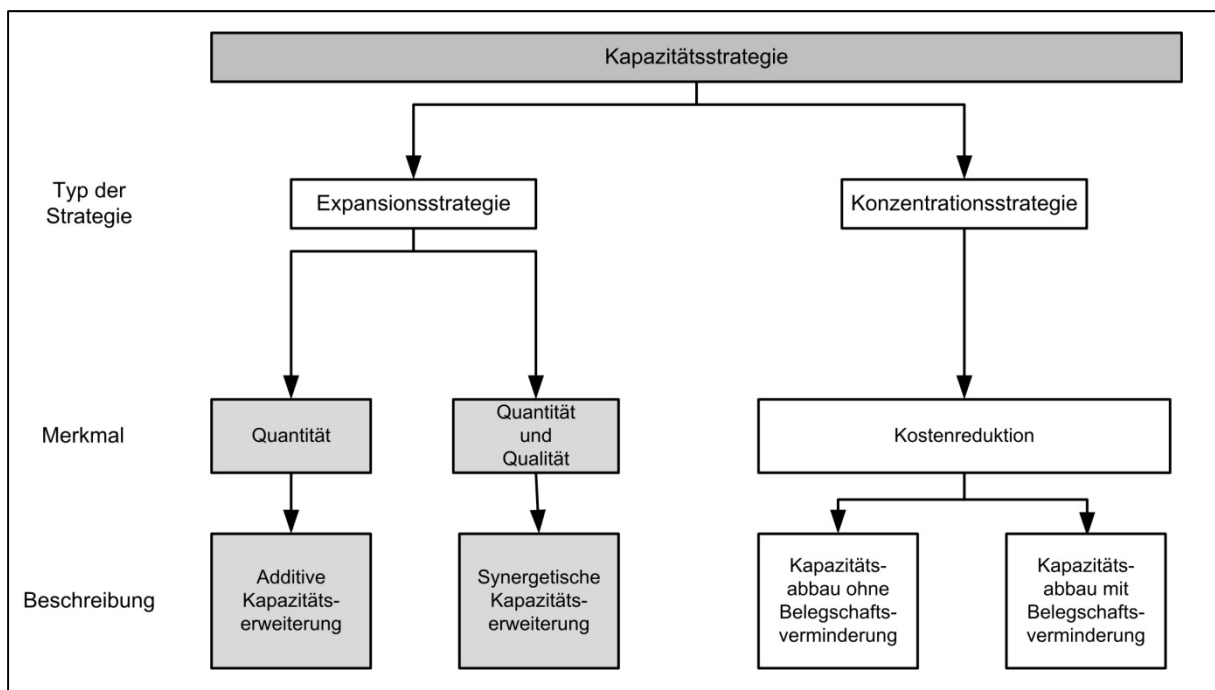 Kapazitätsstrategie
Typ der
Strategie
Expansionsstrategie
Konzentrationsstrategie
Merkmal
Quantität
Quantität
und
Qualität
Kostenreduktion
Beschreibung
Additive
Kapazitäts-
erweiterung
Synergetische
Kapazitäts-
erweiterung
Kapazitäts-
abbau ohne
Belegschafts-
verminderung
Kapazitäts-
abbau mit
Belegschafts-
verminderung